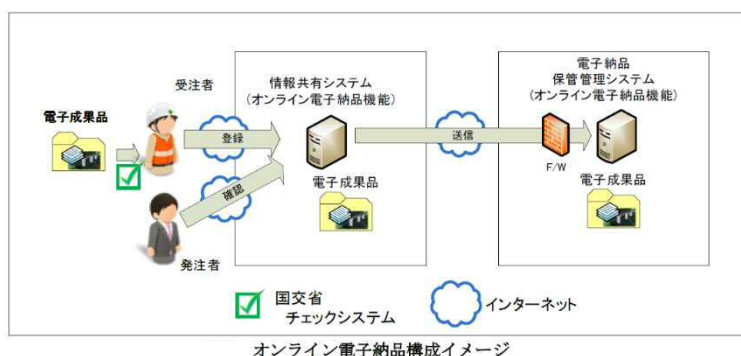 受注者
情報共有システム
(オンライン電子納品機能)
電子納品
保管管理システム
(オンライン電子納品機能)
電子成果品
登録
送信
F/W
確認
電子成果品
電子成果品
発注者
国交省
チェックシステム
インターネット
オンライン電子納品構成イメージ